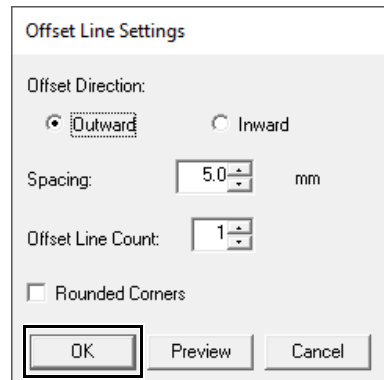 Offset Line Settings
Offset Direction:
Outward Inward
Spacing: 5.0 mm
Offset Line Count: 1
Rounded Corners
OK Preview Cancel